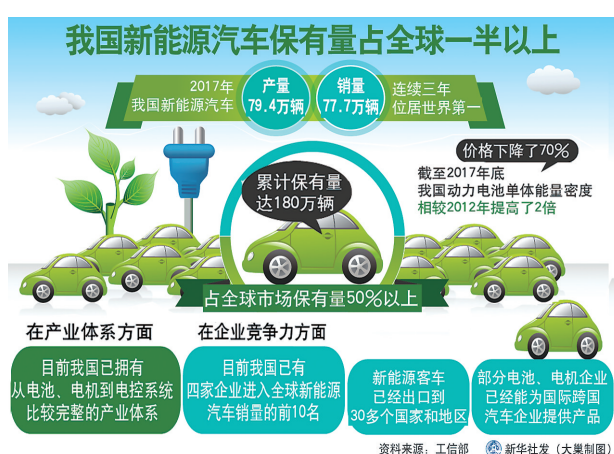 我国新能源汽车保有量占全球一半以上
2017年
我国新能源汽车
产量
79.4万辆
销量
77.7万辆
连续三年
位居世界第一
价格下降了70%
截至2017年底
我国动力电池单体能量密度
相较2012年提高了2倍
累计保有量
达180万辆
占全球市场保有量50%以上
在产业体系方面
目前我国已拥有
从电池、电机到电控系统
比较完整的产业体系
在企业竞争力方面
目前我国已有
四家企业进入全球新能源
汽车销量的前10名
新能源客车
已经出口到
30多个国家和地区
部分电池、电机企业
已经能为国际跨国
汽车企业提供产品
资料来源：工信部 新华社发（大巢制图）